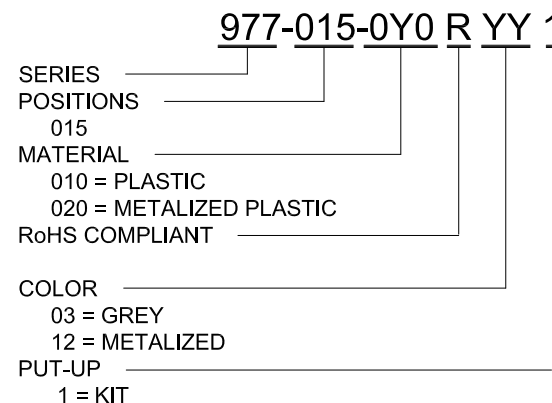 977-015-0Y0 R YY 1
SERIES
POSITIONS
015
MATERIAL
010 = PLASTIC
020 = METALIZED PLASTIC
RoHS COMPLIANT
COLOR
03 = GREY
12 = METALIZED
PUT-UP
1 = KIT